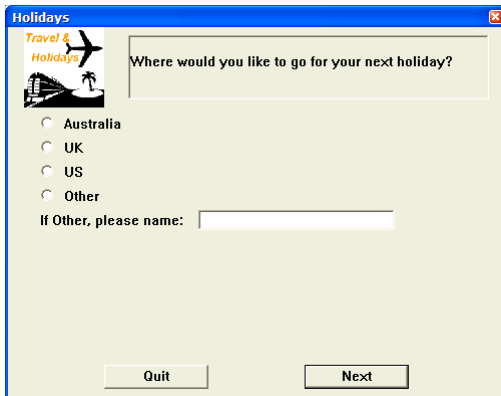 Holidays
Travel &
Holidays
Where would you like to go for your next holiday?
Australia
UK
US
Other
If Other, please name:
Quit
Next